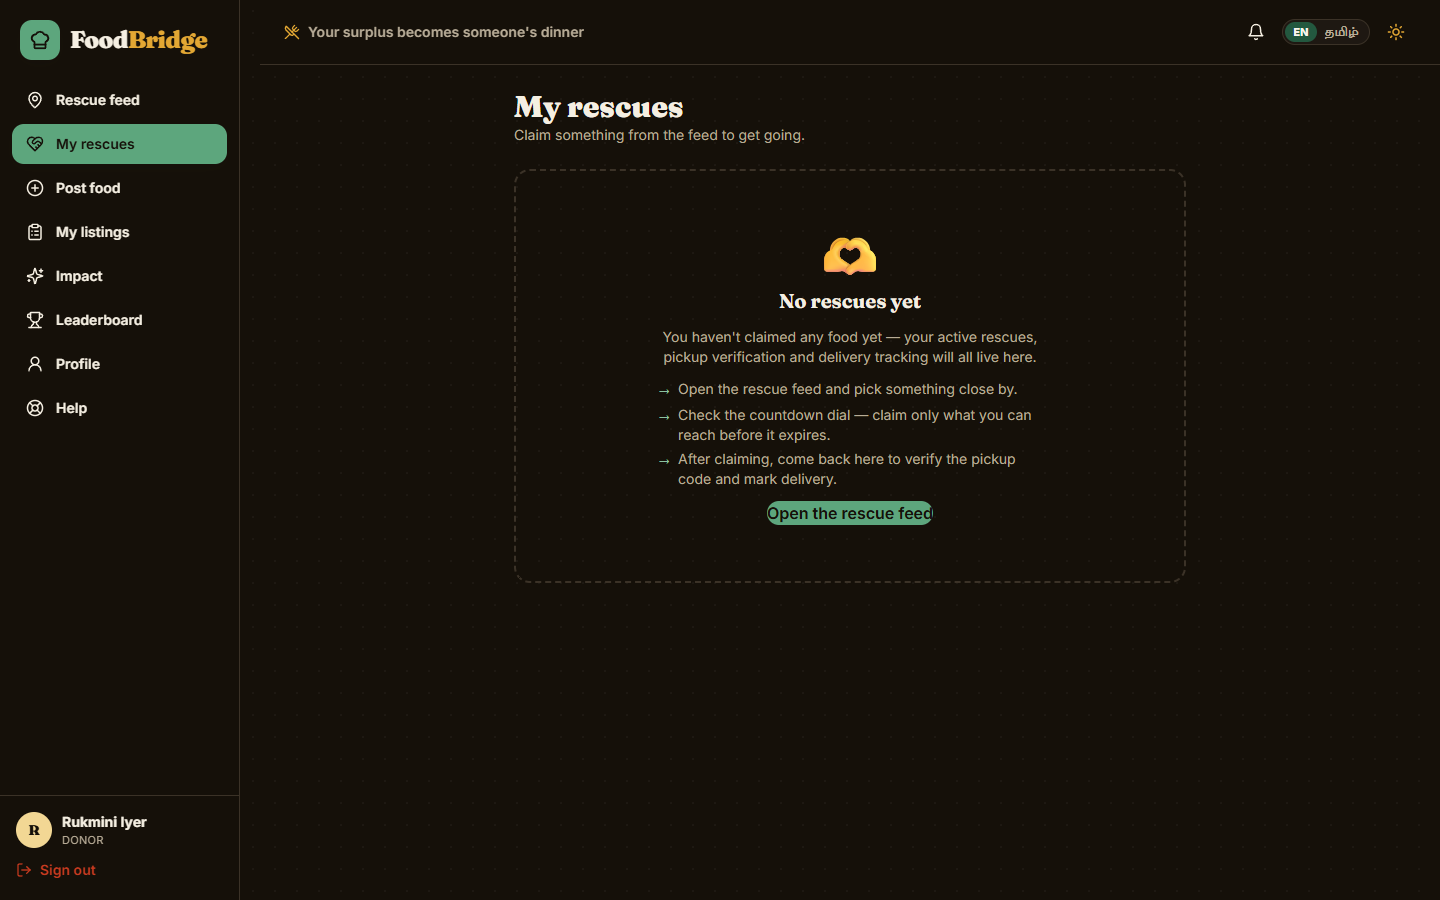 FoodBridge
Rescue feed
My rescues
Post food
My listings
Impact
Leaderboard
Profile
Help
R
Rukmini Iyer
DONOR
Sign out
Your surplus becomes someone's dinner
EN
தமிழ்
My rescues
Claim something from the feed to get going.
No rescues yet
You haven't claimed any food yet — your active rescues,
pickup verification and delivery tracking will all live here.
→ Open the rescue feed and pick something close by.
→ Check the countdown dial — claim only what you can
reach before it expires.
→ After claiming, come back here to verify the pickup
code and mark delivery.
Open the rescue feed